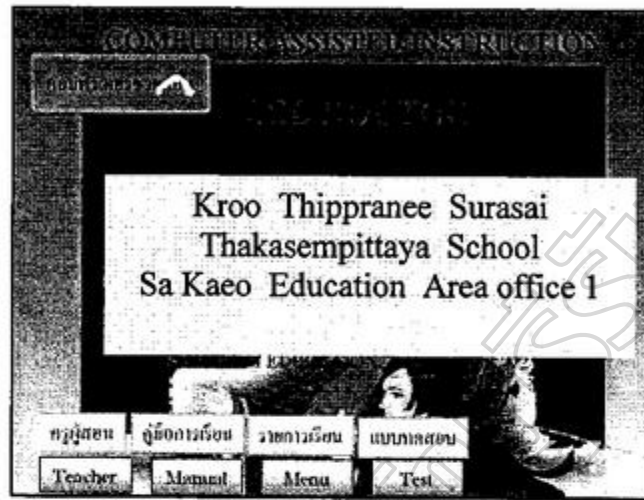 COMPUTER ASSISTED INSTRUCTION
Kroo Thippranee Surasai
Thakasempittaya School
Sa Kaeo Education Area office 1
ครูผู้สอน คู่มือการเรียน รายการเรียน แบบทดสอบ
Teacher Manual Menu Test